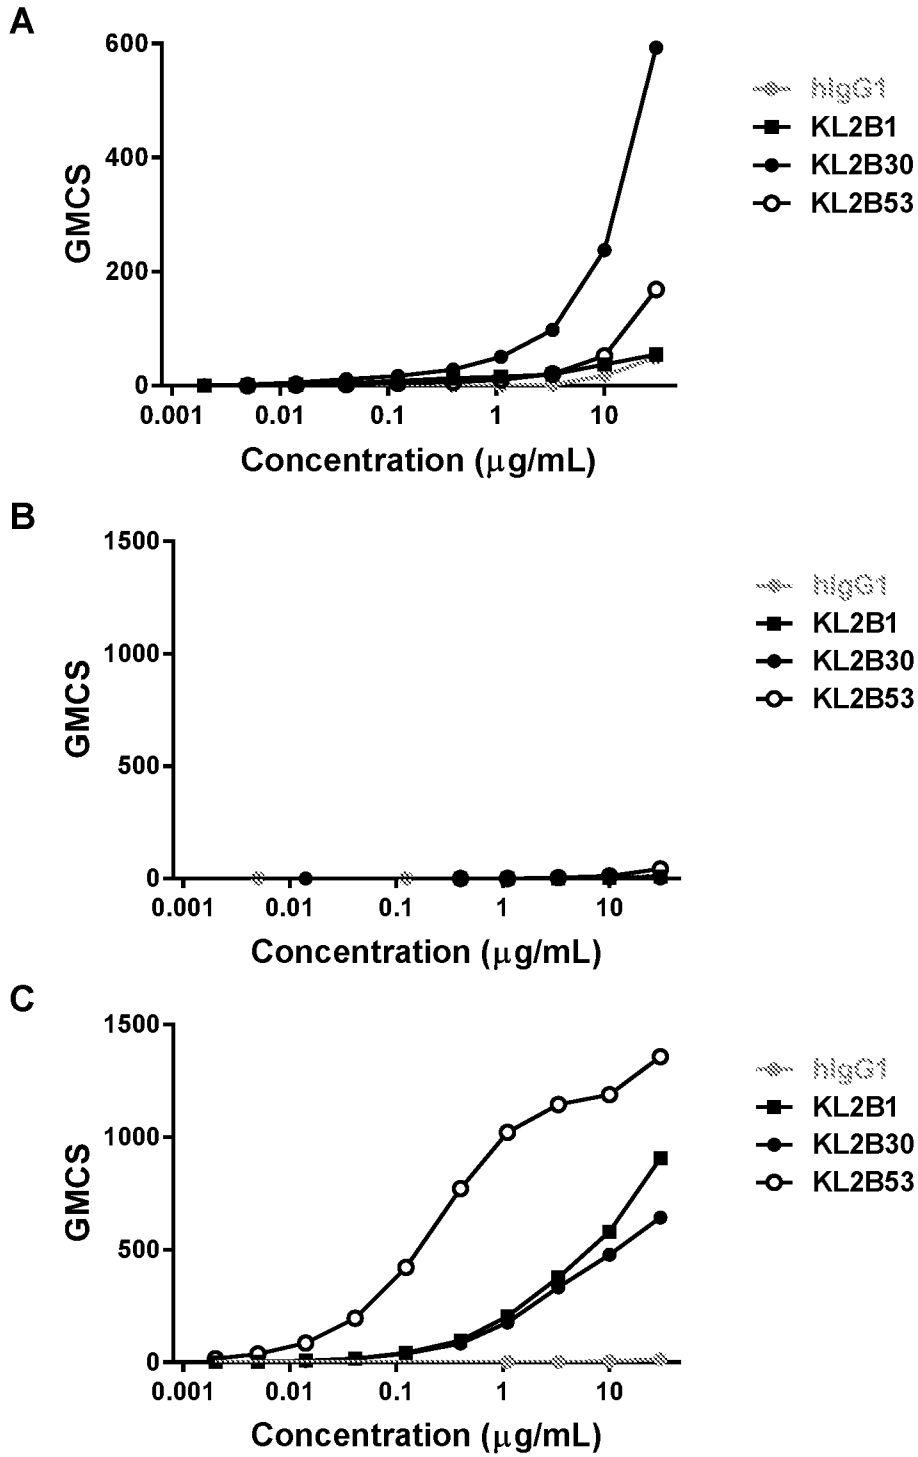 A
600
400
200
0
GMCS
0.001 0.01 0.1 1 10
Concentration (μg/mL)
hIgG1
KL2B1
KL2B30
KL2B53
B
1500
1000
500
0
GMCS
0.001 0.01 0.1 1 10
Concentration (μg/mL)
hIgG1
KL2B1
KL2B30
KL2B53
C
1500
1000
500
0
GMCS
0.001 0.01 0.1 1 10
Concentration (μg/mL)
hIgG1
KL2B1
KL2B30
KL2B53